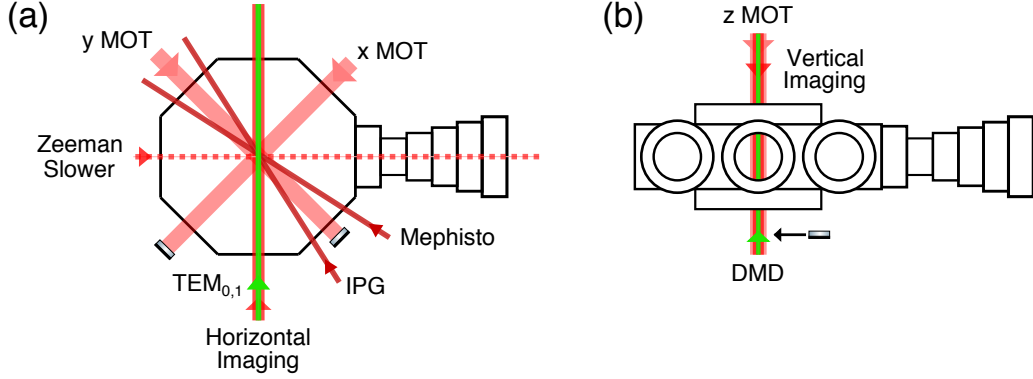 (a)
y MOT
x MOT
Zeeman
Slower
Mephisto
IPG
TEM0,1
Horizontal
Imaging
(b)
z MOT
Vertical
Imaging
DMD